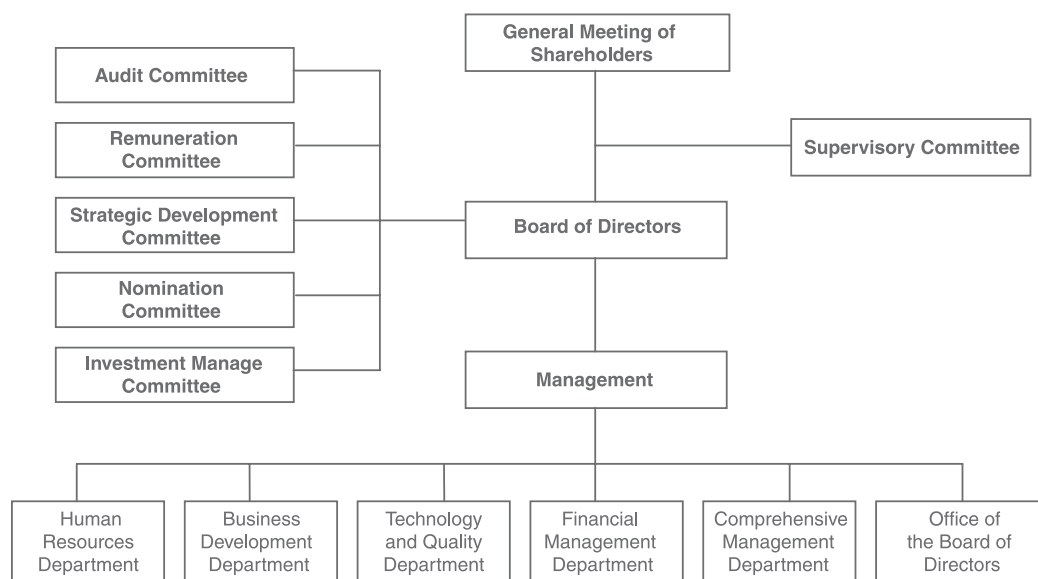 General Meeting of
Shareholders
Audit Committee
Remuneration
Committee
Supervisory Committee
Strategic Development
Committee
Board of Directors
Nomination
Committee
Investment Manage
Committee
Management
Human
Resources
Department
Business
Development
Department
Technology
and Quality
Department
Financial
Management
Department
Comprehensive
Management
Department
Office of
the Board of
Directors